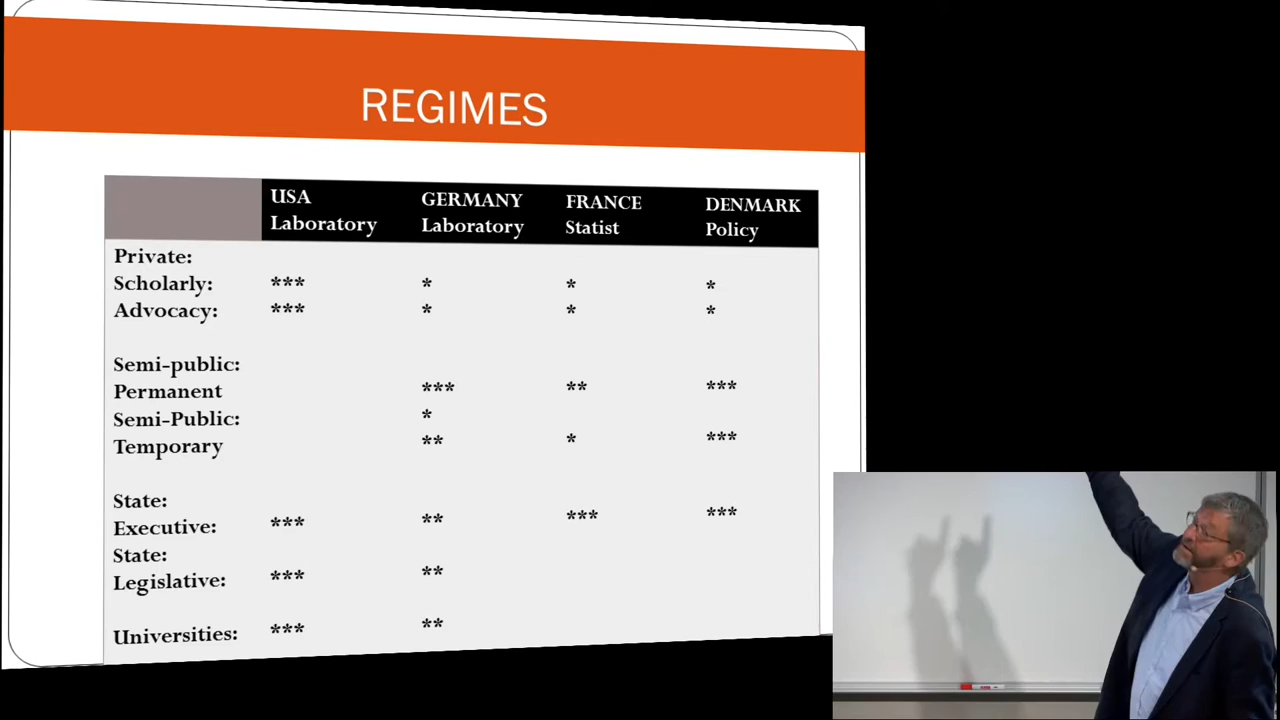 REGIMES
USA GERMANY FRANCE DENMARK
Laboratory Laboratory Statist Policy
Private:
Scholarly: *** * * *
Advocacy: *** * * *
Semi-public:
Permanent *** ** ***
Semi-Public: *
Temporary ** * ***
State:
Executive: *** ** *** ***
State:
Legislative: *** **
Universities: *** **